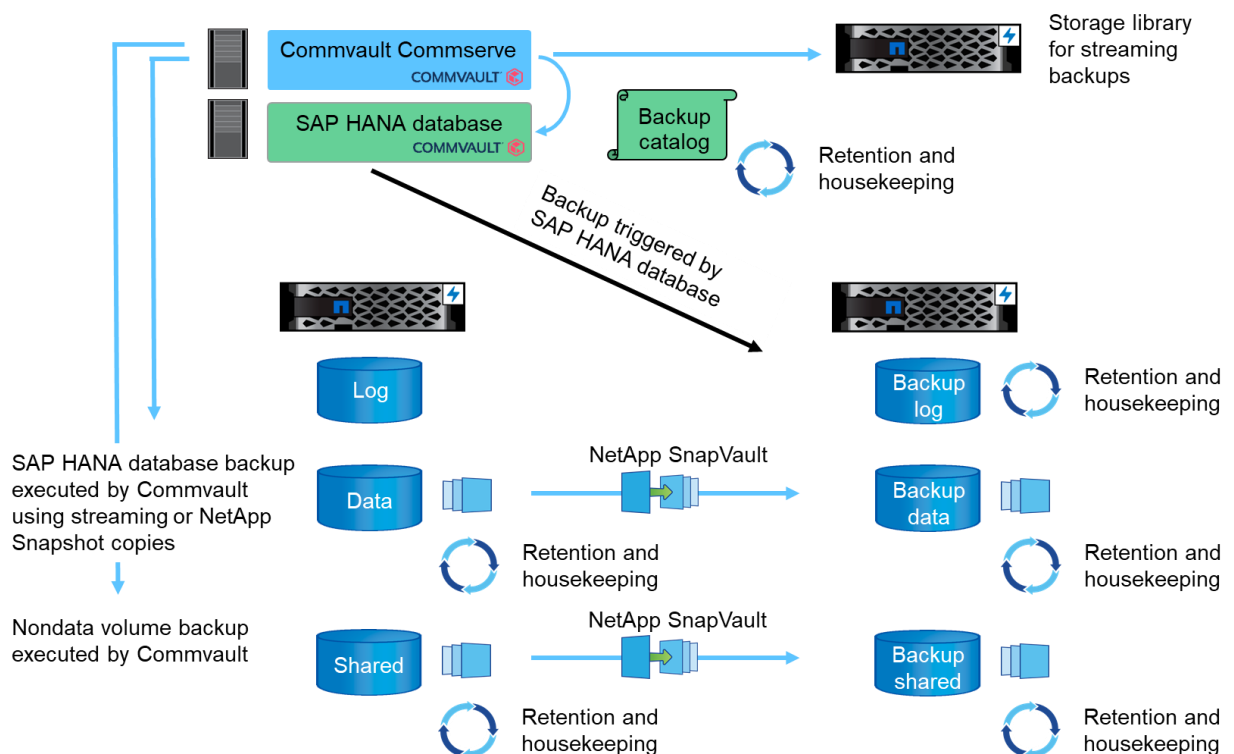 Commvault Commserve
COMMVAULT
Storage library
for streaming
backups
SAP HANA database
COMMVAULT
Backup
catalog
Retention and
housekeeping
Backup triggered by
SAP HANA database
Log
Backup
log
Retention and
housekeeping
SAP HANA database backup
executed by Commvault
using streaming or NetApp
Snapshot copies
NetApp SnapVault
Data
Backup
data
Retention and
housekeeping
Retention and
housekeeping
Nondata volume backup
executed by Commvault
NetApp SnapVault
Shared
Backup
shared
Retention and
housekeeping
Retention and
housekeeping